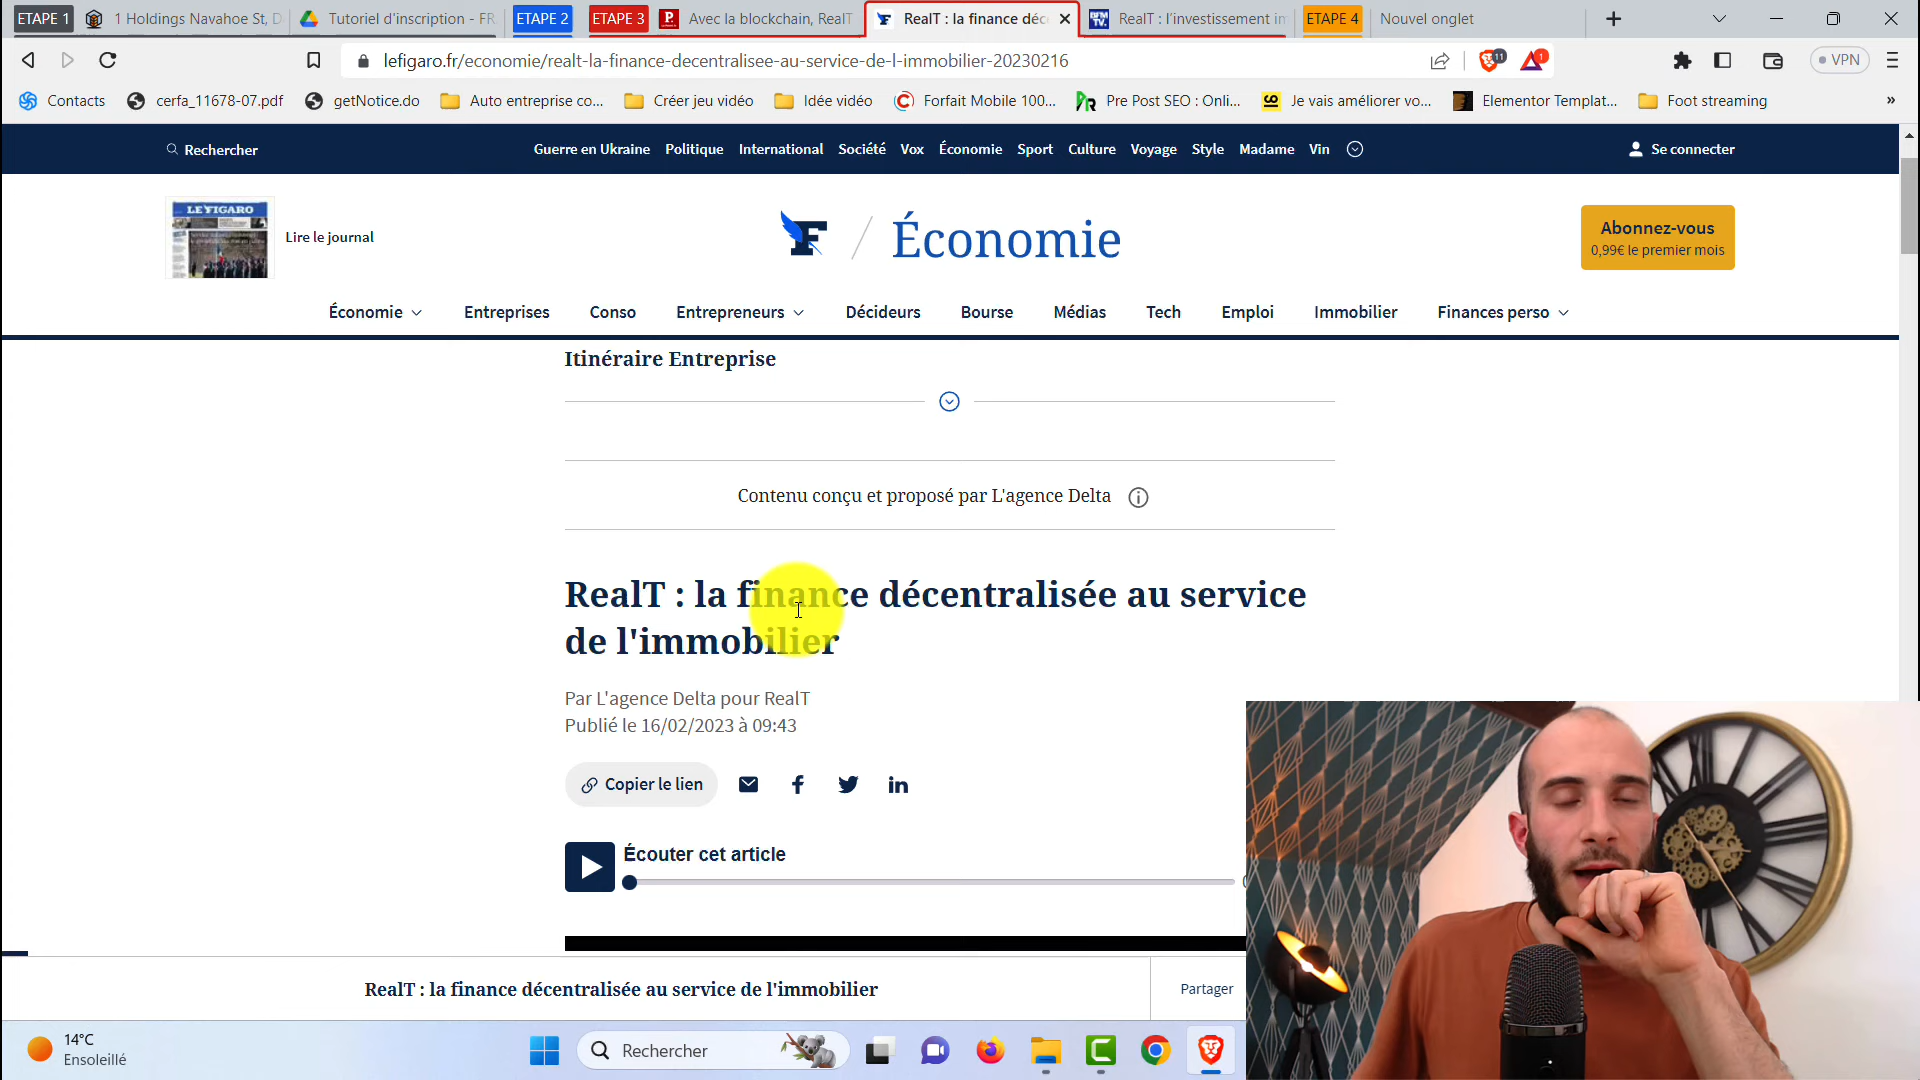 ETAPE 1
1 Holdings Navahoe St, D
Tutoriel d'inscription - FR
ETAPE 2
ETAPE 3
Avec la blockchain, RealT
RealT : la finance déc
RealT : l'investissement im
ETAPE 4
Nouvel onglet
lefigaro.fr/economie/realt-la-finance-decentralisee-au-service-de-l-immobilier-20230216
11
1
VPN
Contacts
cerfa_11678-07.pdf
getNotice.do
Auto entreprise co...
Créer jeu vidéo
Idée vidéo
Forfait Mobile 100...
Pre Post SEO : Onli...
Je vais améliorer vo...
Elementor Templat...
Foot streaming
»
Rechercher
Guerre en Ukraine
Politique
International
Société
Vox
Économie
Sport
Culture
Voyage
Style
Madame
Vin
Se connecter
LE FIGARO
Lire le journal
F / Économie
Abonnez-vous
0,99€ le premier mois
Économie
Entreprises
Conso
Entrepreneurs
Décideurs
Bourse
Médias
Tech
Emploi
Immobilier
Finances perso
Itinéraire Entreprise
Contenu conçu et proposé par L'agence Delta
RealT : la finance décentralisée au service
de l'immobilier
Par L'agence Delta pour RealT
Publié le 16/02/2023 à 09:43
Copier le lien
Écouter cet article
RealT : la finance décentralisée au service de l'immobilier
Partager
14°C
Ensoleillé
Rechercher